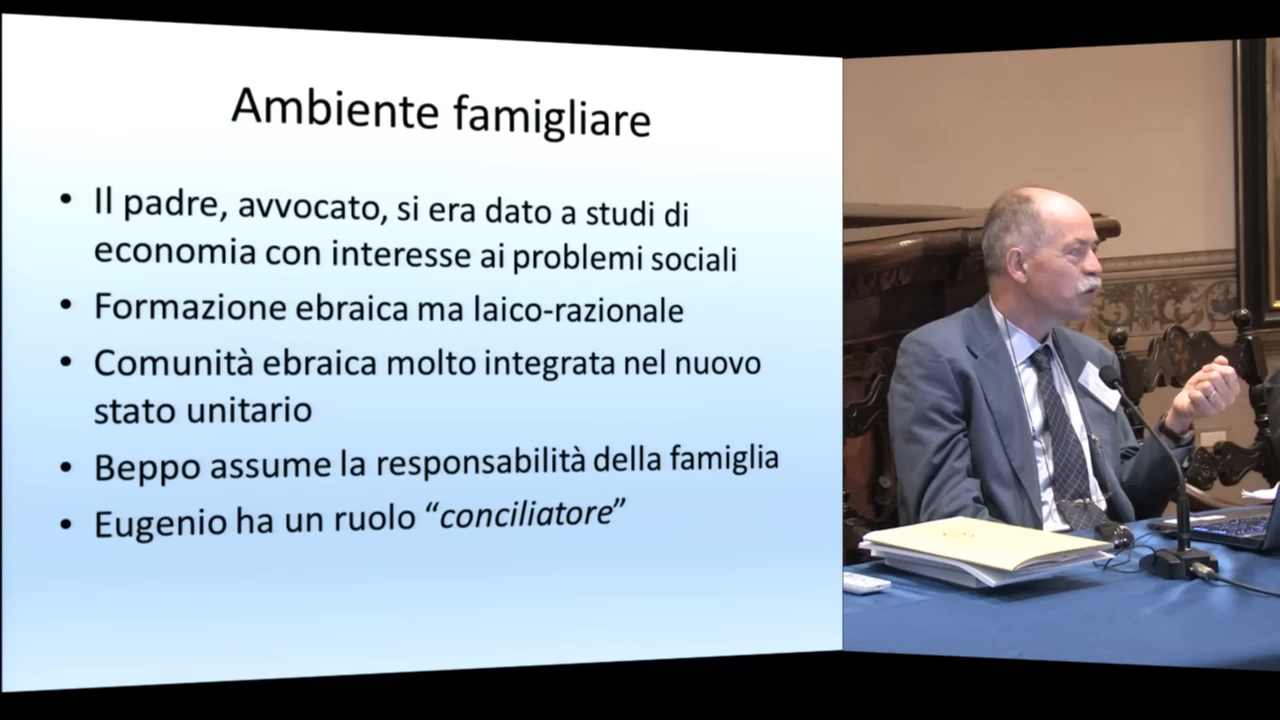 Ambiente famigliare
• Il padre, avvocato, si era dato a studi di
economia con interesse ai problemi sociali
• Formazione ebraica ma laico-razionale
• Comunità ebraica molto integrata nel nuovo
stato unitario
• Beppo assume la responsabilità della famiglia
• Eugenio ha un ruolo “conciliatore”